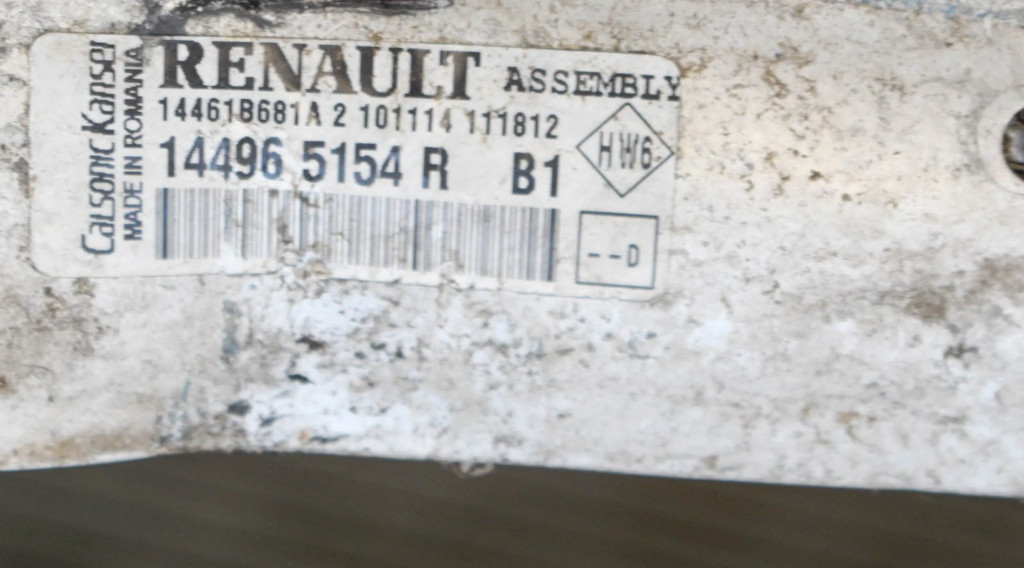 Calsonic Kansei
MADE IN ROMANIA
RENAULT ASSEMBLY
14461B681A 2 101114 111812
14496 5154 R B1
HW6-
--D